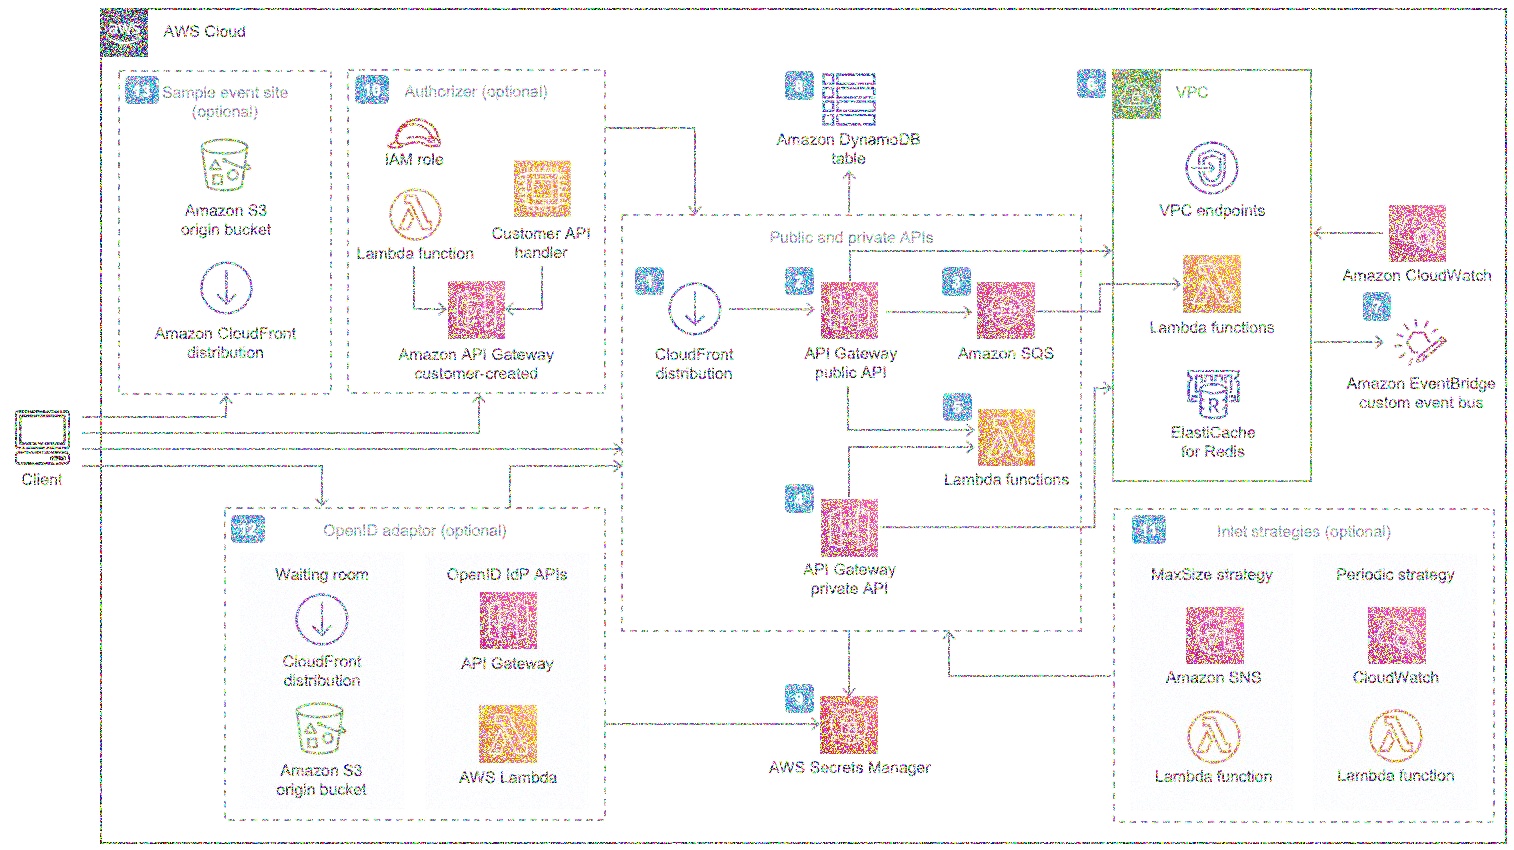 aws
AWS Cloud
13
Sample event site
(optional)
Amazon S3
origin bucket
Amazon CloudFront
distribution
10
Authorizer (optional)
IAM role
Lambda function
Customer API
handler
Amazon API Gateway
customer-created
8
Amazon DynamoDB
table
6
VPC
VPC endpoints
Lambda functions
ElastiCache
for Redis
Amazon CloudWatch
7
Amazon EventBridge
custom event bus
Public and private APIs
1
CloudFront
distribution
2
API Gateway
public API
3
Amazon SQS
5
Lambda functions
4
API Gateway
private API
Client
12
OpenID adaptor (optional)
Waiting room
CloudFront
distribution
Amazon S3
origin bucket
OpenID IdP APIs
API Gateway
AWS Lambda
9
AWS Secrets Manager
11
Inlet strategies (optional)
MaxSize strategy
Amazon SNS
Lambda function
Periodic strategy
CloudWatch
Lambda function